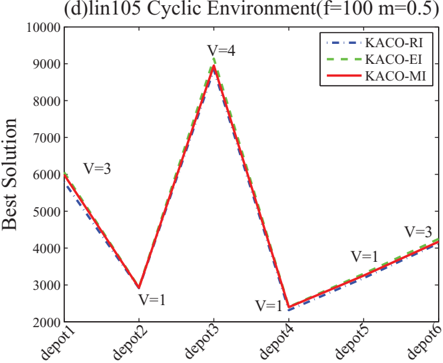 (d)lin105 Cyclic Environment(f=100 m=0.5)
10000
9000
8000
7000
6000
5000
4000
3000
2000
Best Solution
KACO-RI
KACO-EI
KACO-MI
V=3
V=1
V=4
V=1
V=1
V=3
depot1
depot2
depot3
depot4
depot5
depot6